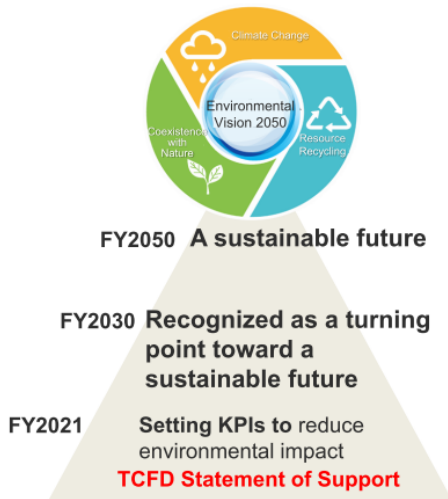 Climate Change
Environmental
Vision 2050
Coexistence
with
Nature
Resource
Recycling
FY2050 A sustainable future
FY2030 Recognized as a turning
point toward a
sustainable future
FY2021 Setting KPIs to reduce
environmental impact
TCFD Statement of Support